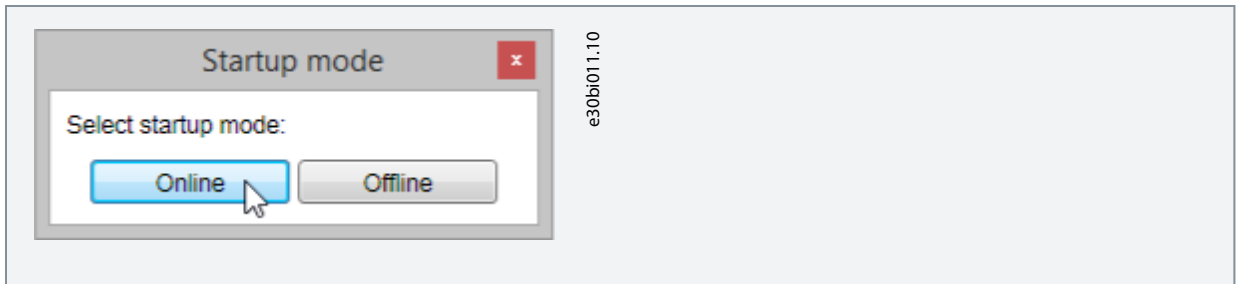 Startup mode
x
Select startup mode:
Online
Offline
e30bi011.10